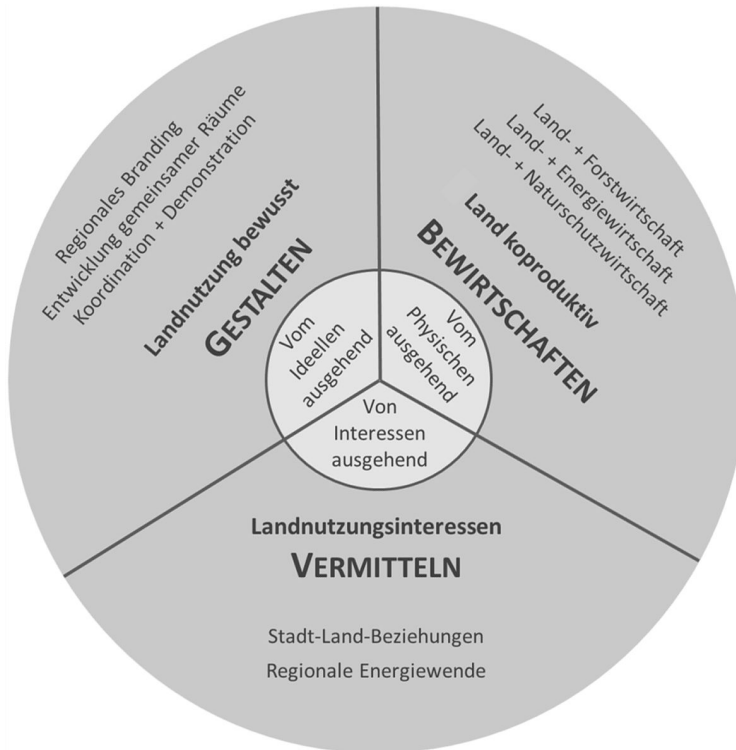 Regionales Branding
Entwicklung gemeinsamer Räume
Koordination + Demonstration
Landnutzung bewusst
GESTALTEN
Vom
Ideellen
ausgehend
Land- + Forstwirtschaft
Land- + Energiewirtschaft
Land- + Naturschutzwirtschaft
Land koproduktiv
BEWIRTSCHAFTEN
Vom
Physischen
ausgehend
Von
Interessen
ausgehend
Landnutzungsinteressen
VERMITTELN
Stadt-Land-Beziehungen
Regionale Energiewende